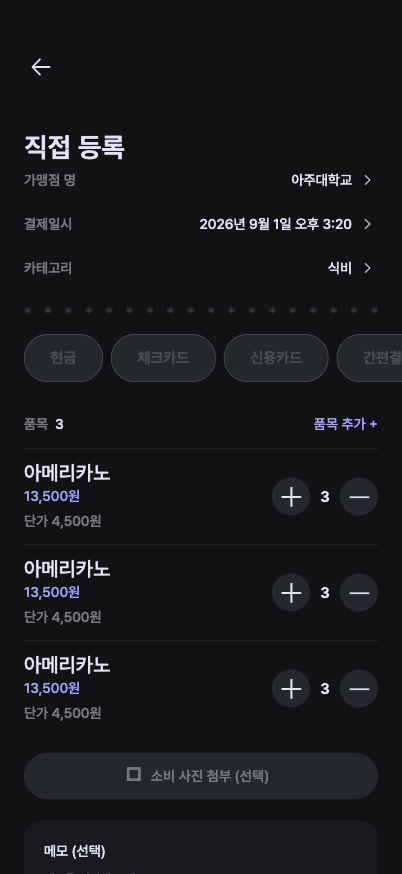 직접 등록
가맹점 명 아주대학교
결제일시 2026년 9월 1일 오후 3:20
카테고리 식비
* * * * * * * * * * * * * * * * * *
현금 체크카드 신용카드 간편결
품목 3 품목 추가 +
아메리카노
13,500원
단가 4,500원
3
아메리카노
13,500원
단가 4,500원
3
아메리카노
13,500원
단가 4,500원
3
소비 사진 첨부 (선택)
메모 (선택)